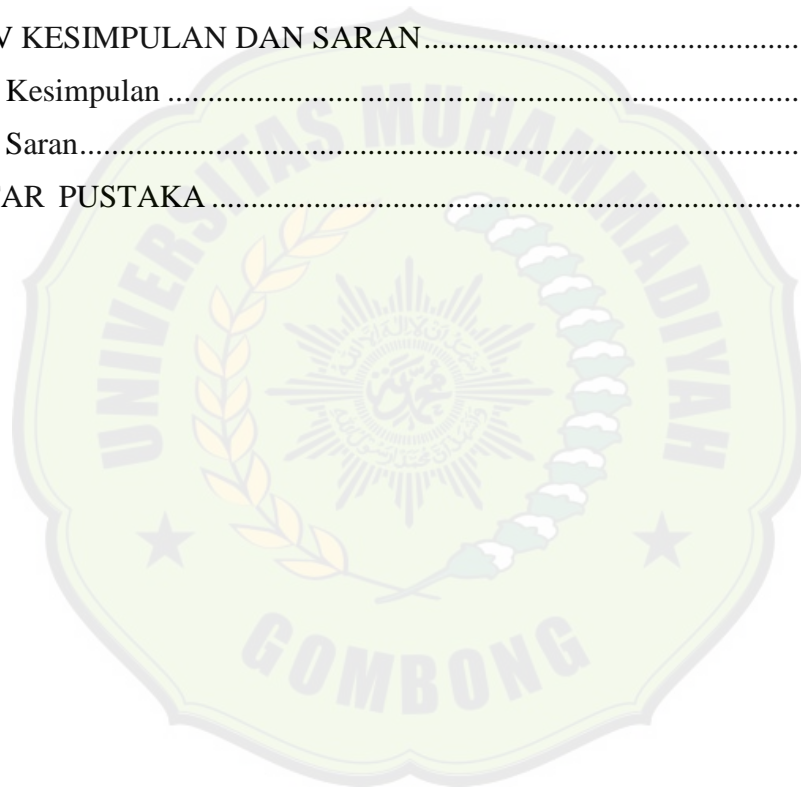 V KESIMPULAN DAN SARAN........................................
Kesimpulan ........................................................................
Saran...................................................................................
AR PUSTAKA ..................................................................
UNIVERSITAS MUHAMMADIYAH
GOMBONG